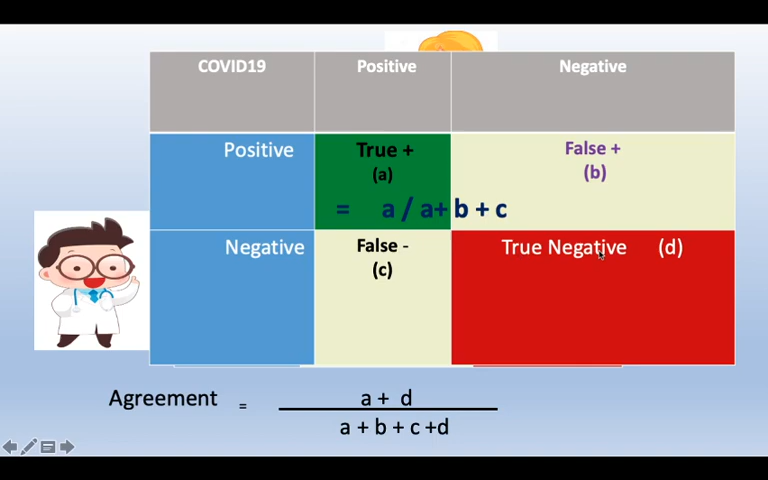 COVID19 Positive Negative
Positive True + False +
(a) (b)
= a / a+ b + c
Negative False - True Negative (d)
(c)
Agreement = a + d
a + b + c +d